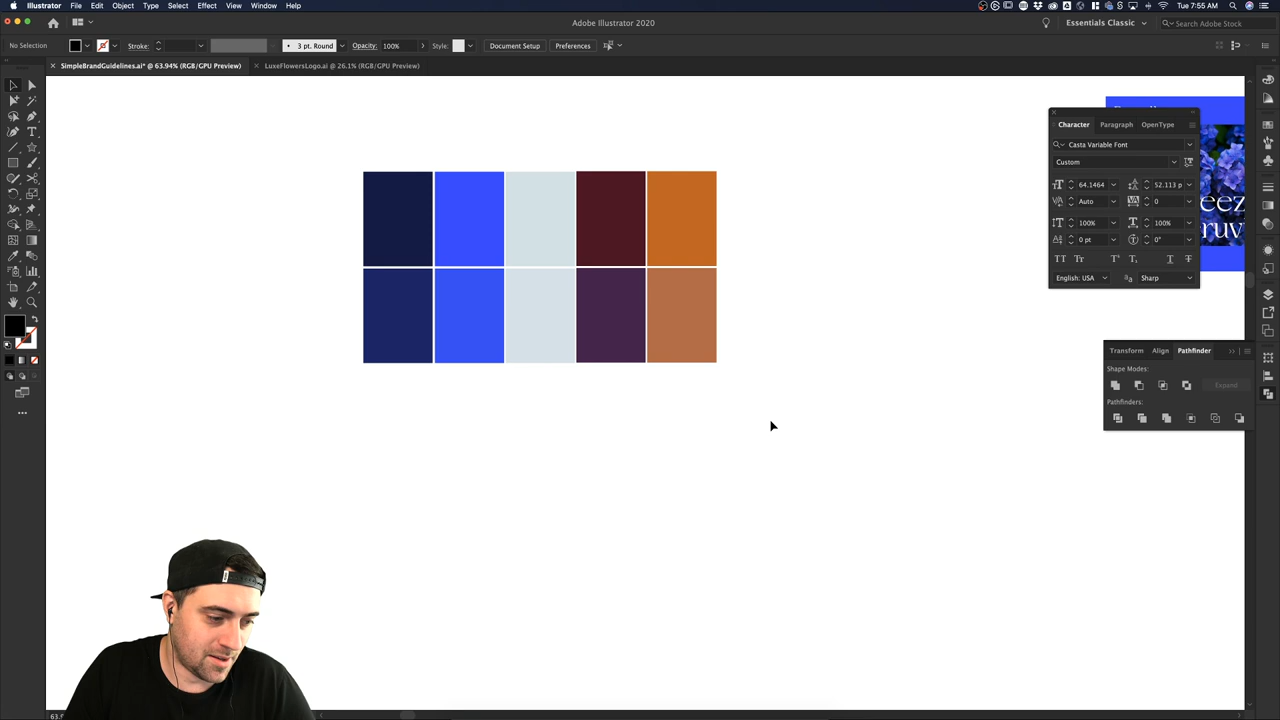 Illustrator File Edit Object Type Select Effect View Window Help
Tue 7:55 AM
Adobe Illustrator 2020
Essentials Classic
Search Adobe Stock
No Selection
Stroke:
3 pt. Round
Opacity: 100%
Style:
Document Setup
Preferences
SimpleBrandGuidelines.ai* @ 63.94% (RGB/GPU Preview)
LuxeFlowersLogo.ai @ 26.1% (RGB/GPU Preview)
Character Paragraph OpenType
Casta Variable Font
Custom
64.1464 52.113 p
Auto 0
100% 100%
0 pt 0°
English: USA Sharp
Transform Align Pathfinder
Shape Modes:
Expand
Pathfinders: